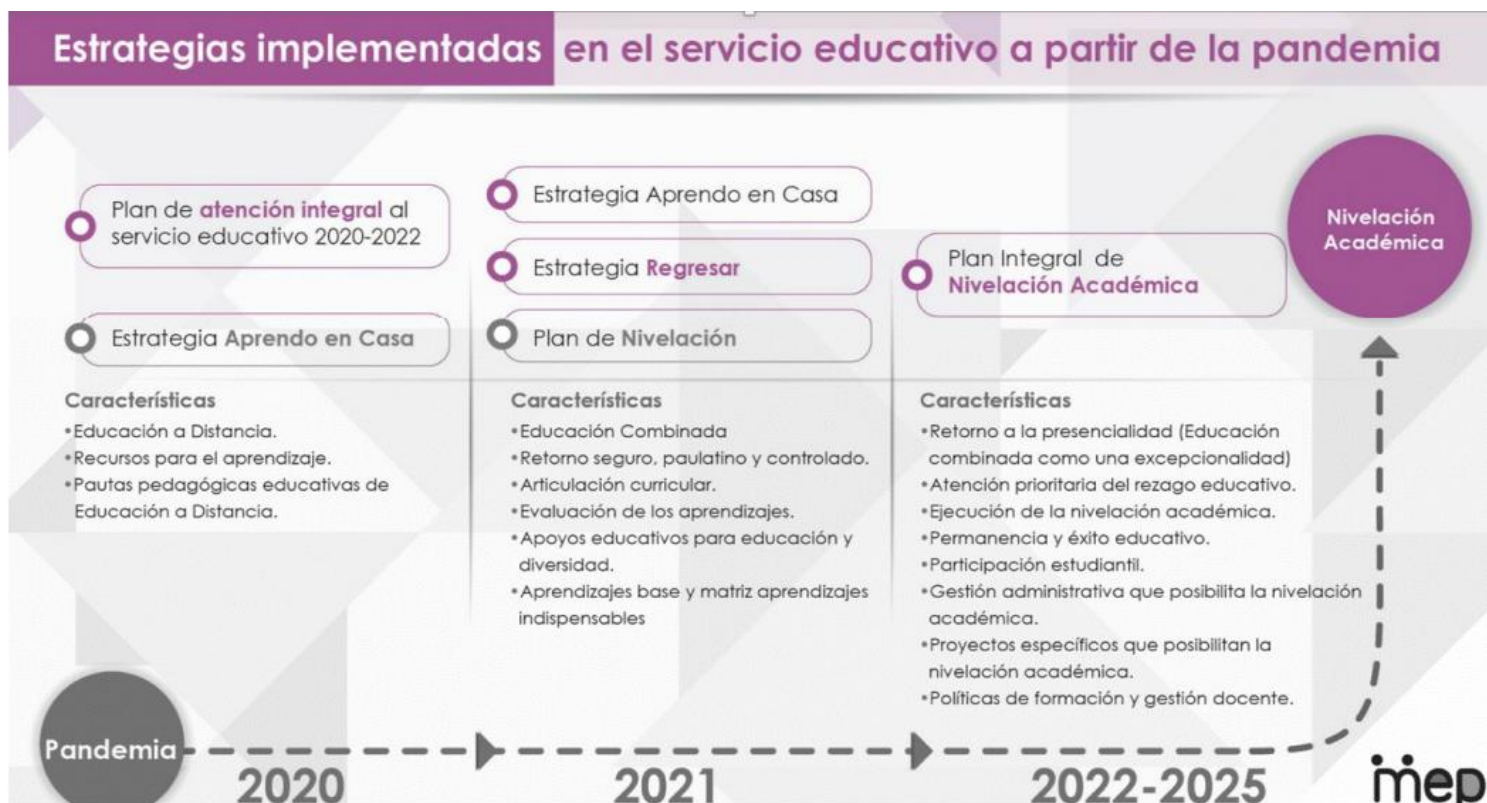 Estrategias implementadas en el servicio educativo a partir de la pandemia
Plan de atención integral al
servicio educativo 2020-2022
Estrategia Aprendo en Casa
Características
•Educación a Distancia.
•Recursos para el aprendizaje.
•Pautas pedagógicas educativas de
Educación a Distancia.
Estrategia Aprendo en Casa
Estrategia Regresar
Plan de Nivelación
Características
•Educación Combinada
•Retorno seguro, paulatino y controlado.
•Articulación curricular.
•Evaluación de los aprendizajes.
•Apoyos educativos para educación y
diversidad.
•Aprendizajes base y matriz aprendizajes
indispensables
Plan Integral de
Nivelación Académica
Características
•Retorno a la presencialidad (Educación
combinada como una excepcionalidad)
•Atención prioritaria del rezago educativo.
•Ejecución de la nivelación académica.
•Permanencia y éxito educativo.
•Participación estudiantil.
•Gestión administrativa que posibilita la nivelación
académica.
•Proyectos específicos que posibilitan la
nivelación académica.
•Políticas de formación y gestión docente.
Nivelación
Académica
Pandemia
2020
2021
2022-2025
mep